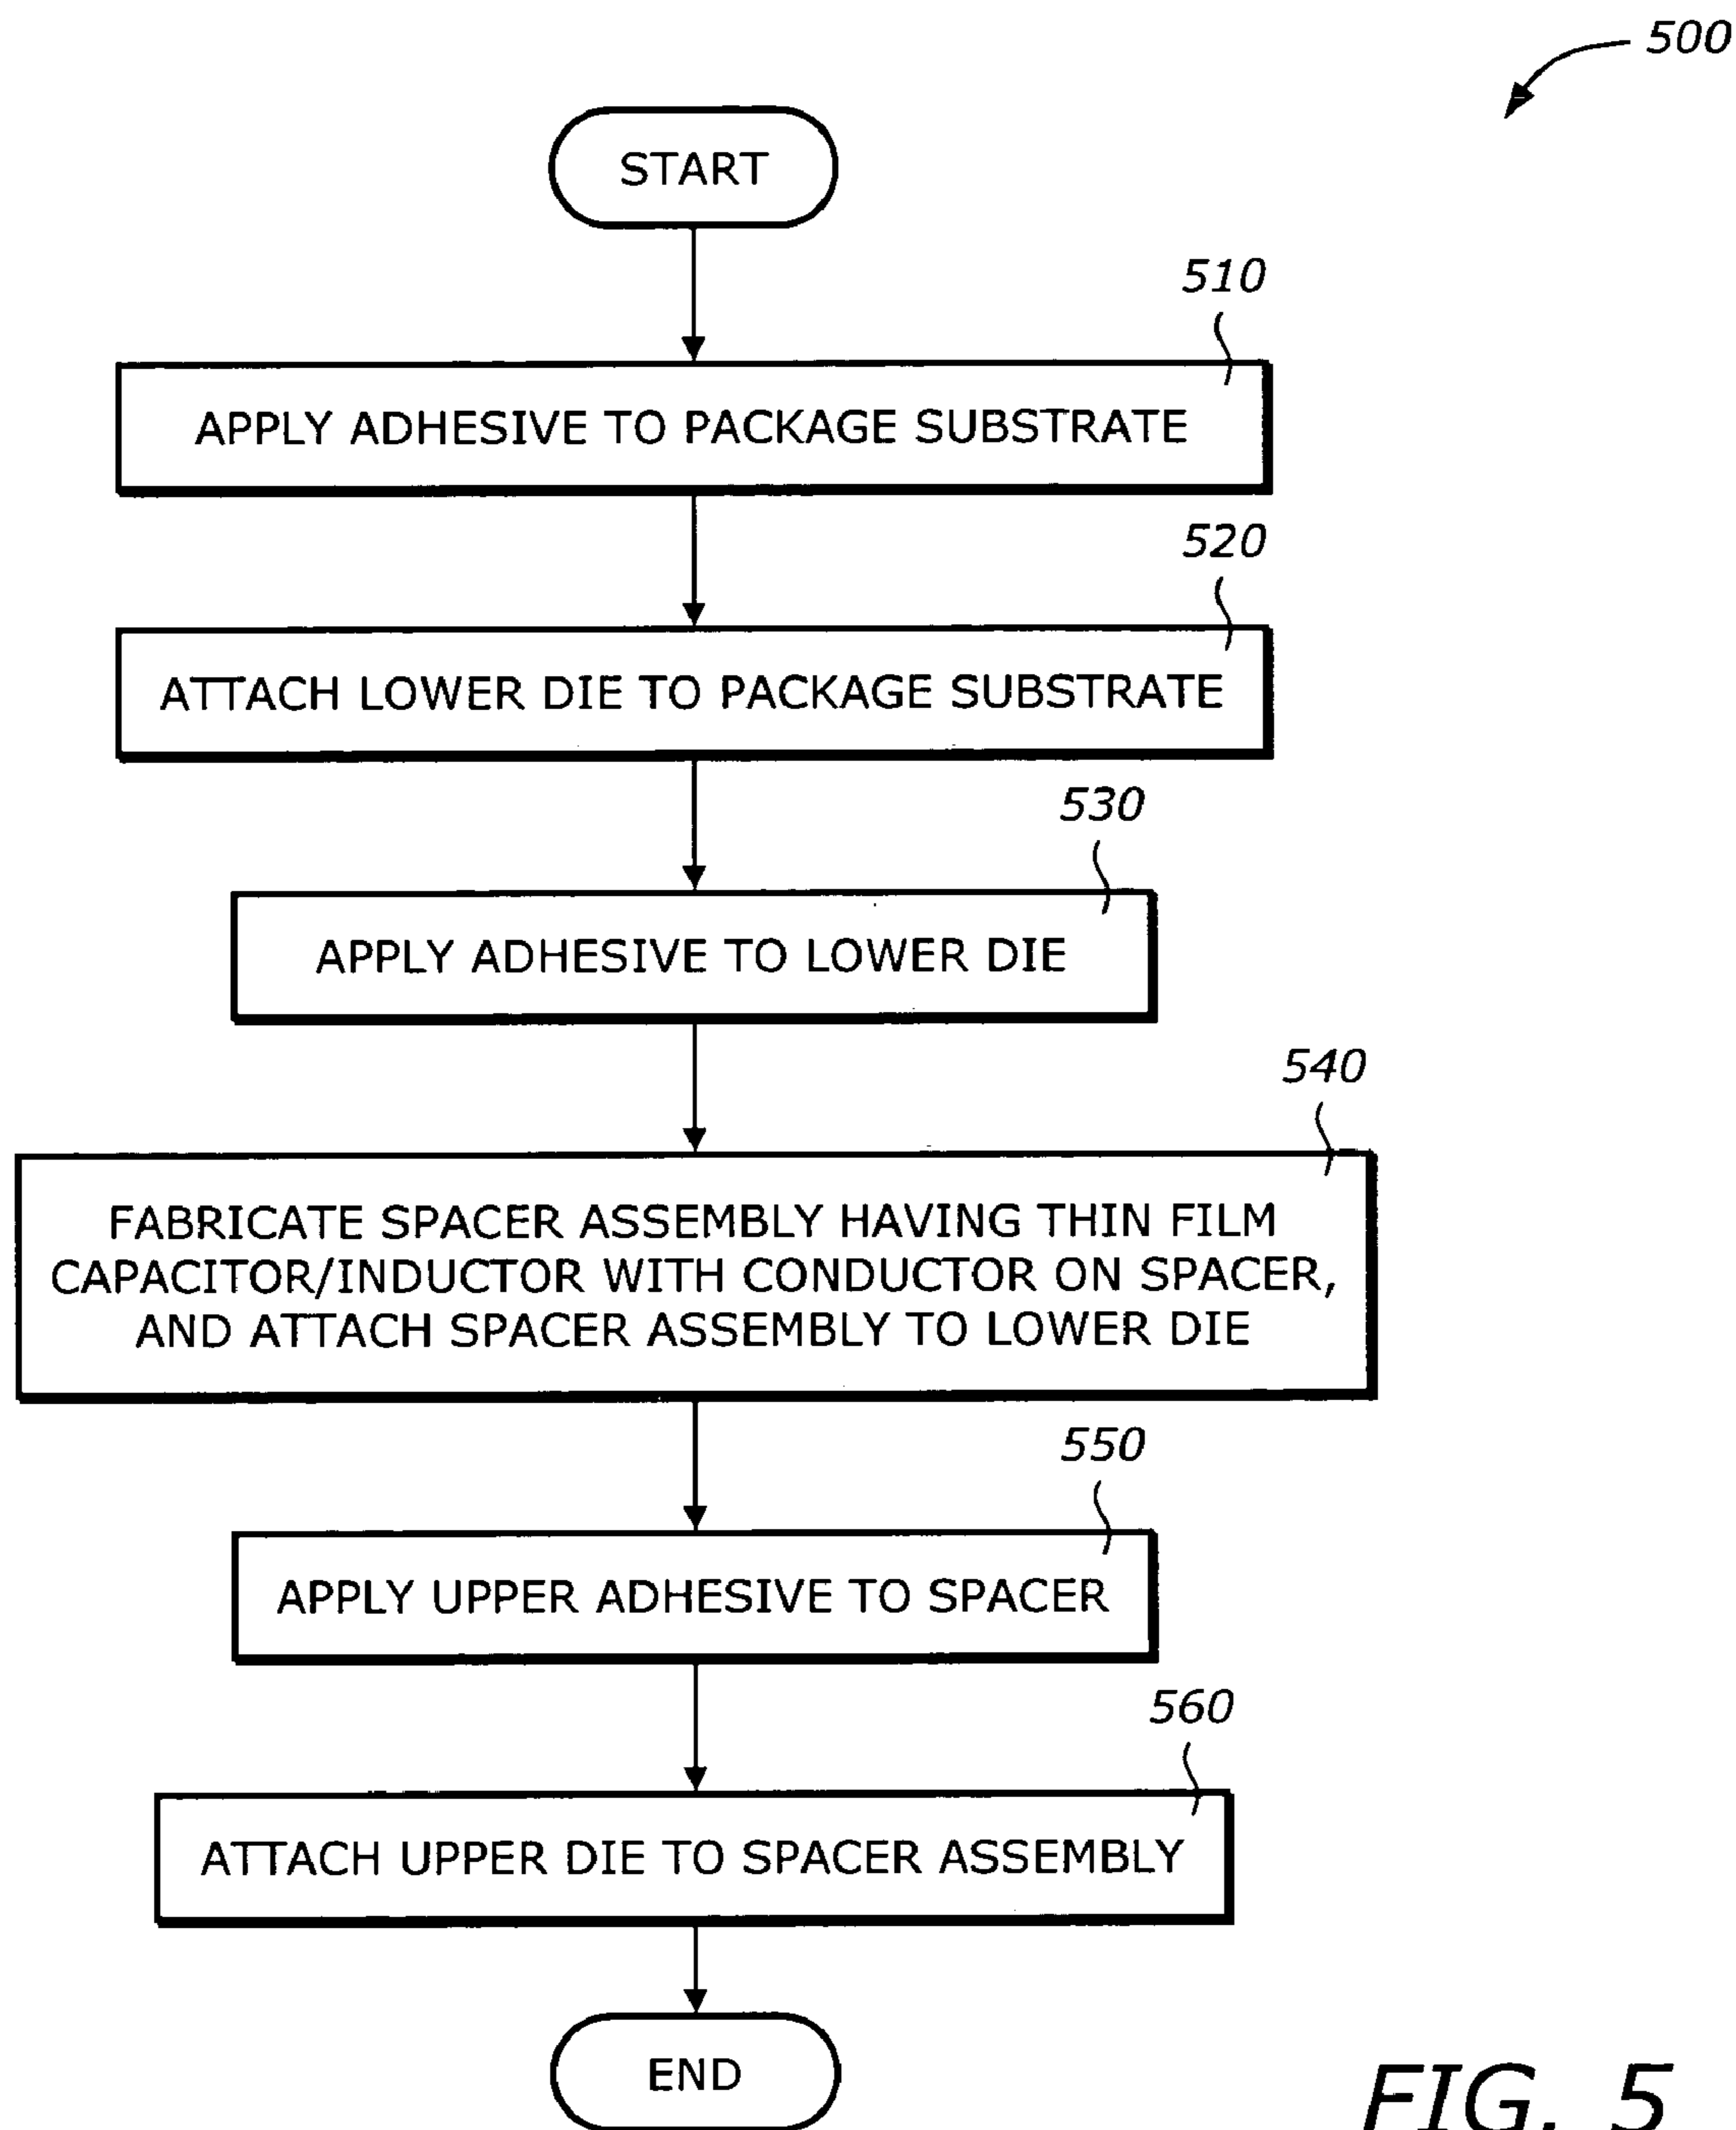 500
START
510
APPLY ADHESIVE TO PACKAGE SUBSTRATE
520
ATTACH LOWER DIE TO PACKAGE SUBSTRATE
530
APPLY ADHESIVE TO LOWER DIE
540
FABRICATE SPACER ASSEMBLY HAVING THIN FILM
CAPACITOR/INDUCTOR WITH CONDUCTOR ON SPACER,
AND ATTACH SPACER ASSEMBLY TO LOWER DIE
550
APPLY UPPER ADHESIVE TO SPACER
560
ATTACH UPPER DIE TO SPACER ASSEMBLY
END
FIG. 5